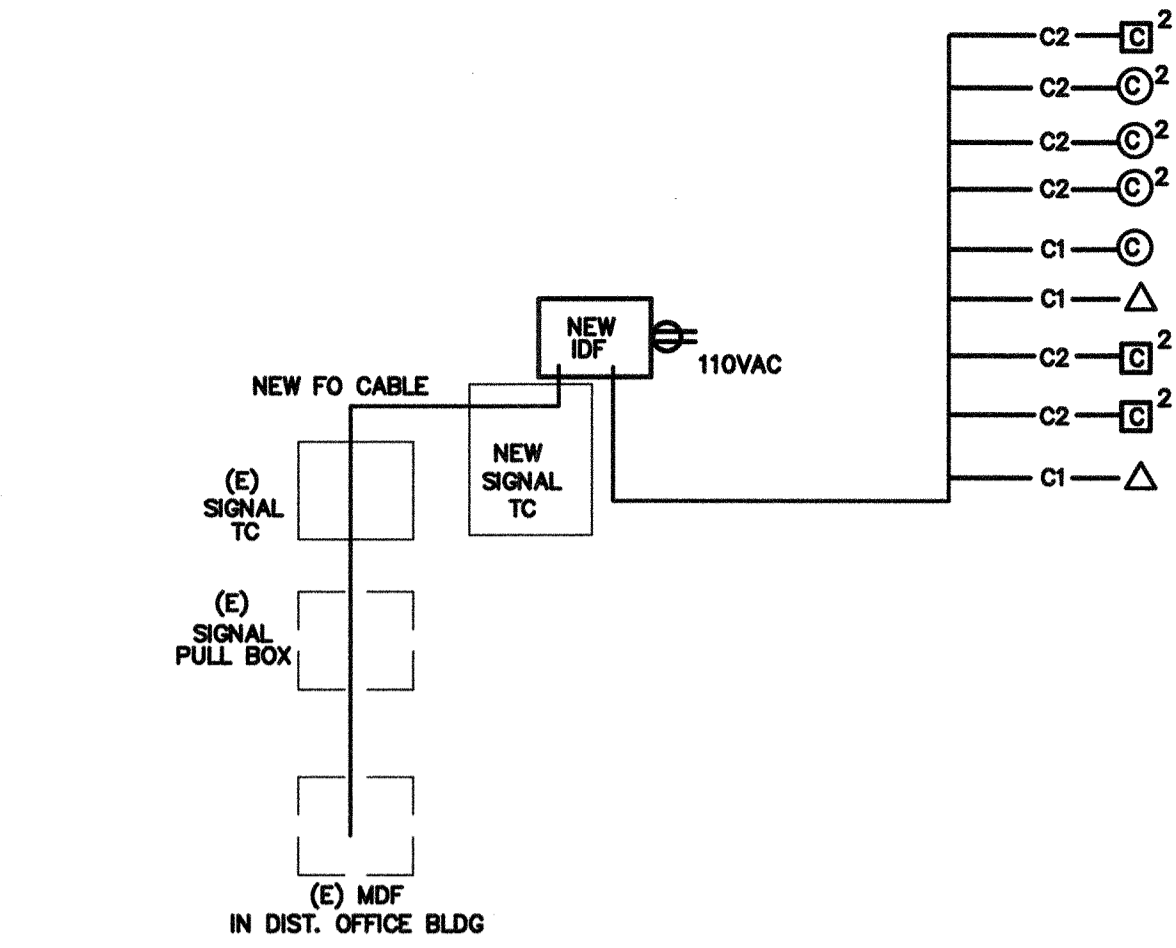 C2 C 2
C2 C 2
C2 C 2
C2 C 2
C1 C
C1
C2 C 2
C2 C 2
C1
NEW
IDF
110VAC
NEW FO CABLE
NEW
SIGNAL
TC
(E)
SIGNAL
TC
(E)
SIGNAL
PULL BOX
(E) MDF
IN DIST. OFFICE BLDG